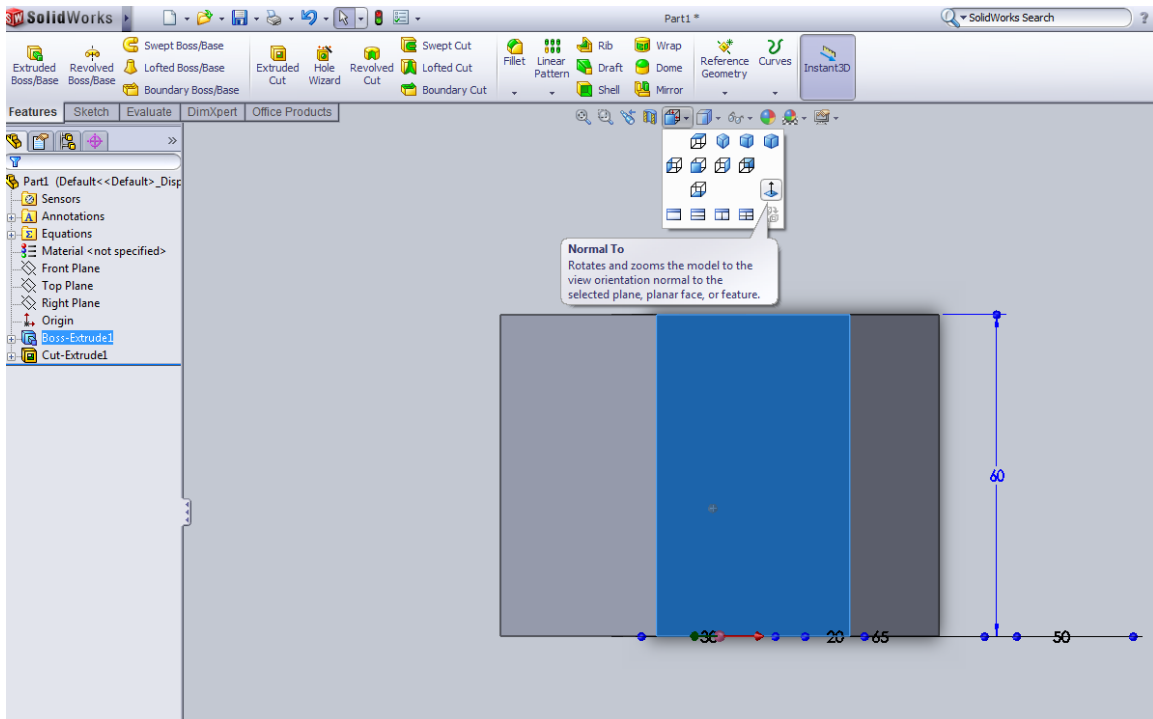 SolidWorks
Part1 *
SolidWorks Search
?
Extruded Boss/Base
Revolved Boss/Base
Swept Boss/Base
Lofted Boss/Base
Boundary Boss/Base
Extruded Cut
Hole Wizard
Revolved Cut
Swept Cut
Lofted Cut
Boundary Cut
Fillet
Linear Pattern
Rib
Draft
Shell
Wrap
Dome
Mirror
Reference Geometry
Curves
Instant3D
Features
Sketch
Evaluate
DimXpert
Office Products
»
Part1 (Default<<Default>_Disp
Sensors
A Annotations
Σ Equations
Material <not specified>
Front Plane
Top Plane
Right Plane
Origin
Boss-Extrude1
Cut-Extrude1
Normal To
Rotates and zooms the model to the
view orientation normal to the
selected plane, planar face, or feature.
60
30 20 65 50